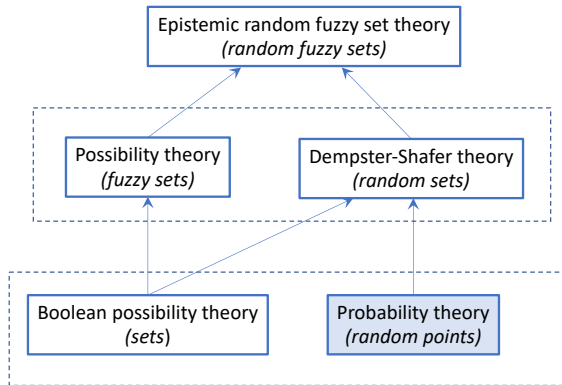 Epistemic random fuzzy set theory
(random fuzzy sets)
Possibility theory
(fuzzy sets)
Dempster-Shafer theory
(random sets)
Boolean possibility theory
(sets)
Probability theory
(random points)